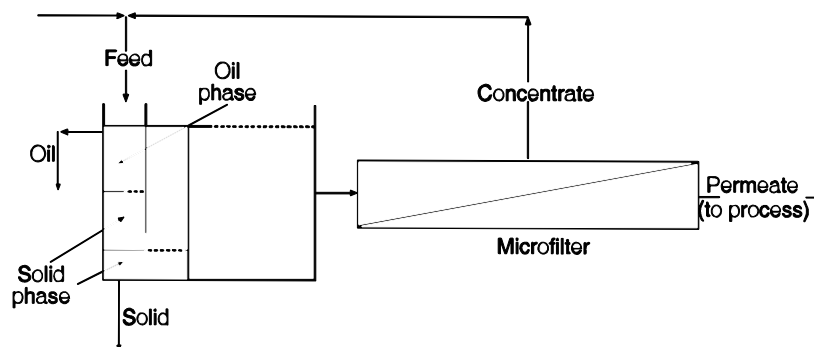 Feed
Oil
phase
Concentrate
Oil
Permeate
(to process)
Microfilter
Solid
phase
Solid